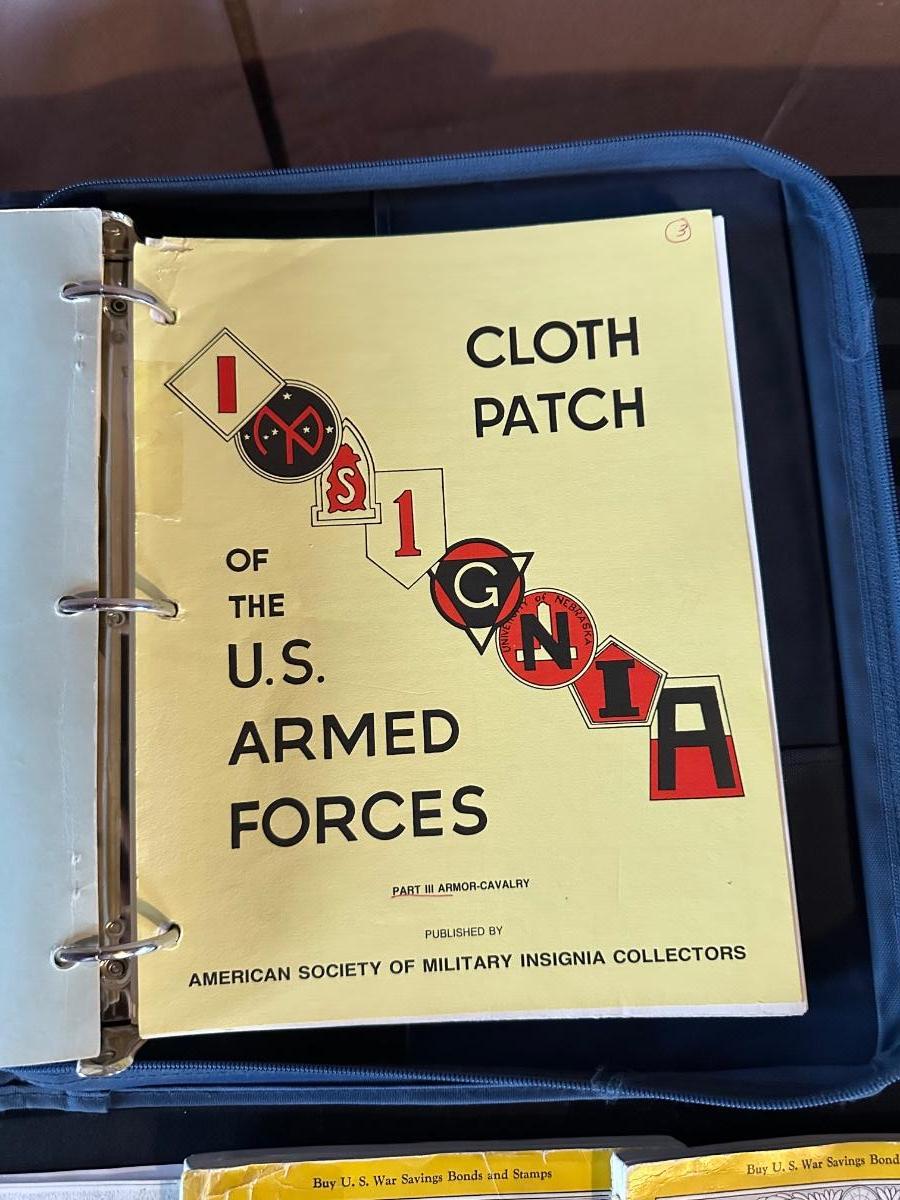 3
CLOTH
PATCH
INSIGNIA
UNIVERSITY of NEBRASKA
OF
THE
U.S.
ARMED
FORCES
PART III ARMOR-CAVALRY
PUBLISHED BY
AMERICAN SOCIETY OF MILITARY INSIGNIA COLLECTORS
Buy U. S. War Savings Bonds and Stamps
Buy U. S. War Savings Bond